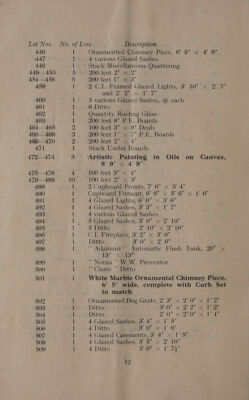 Lot Nos. No. of Lots Description
446 1 Ornamented Chimney Piece, 6' 8" × 4' 9".
447 1 4 various Glazed Sashes
448 1 Stack Miscellaneous Quartering
449—453 5 200 feet 2" × 2"
454—458 5 200 feet 1" × 3"
459 1 2 C.I. Framed Glazed Lights, 3' 10" × 2' 7"
and 2' 2" × 1' 7"
460 1 5 various Glazed Sashes, @ each
461 1 6 Ditto
462 1 Quantity Roiding Glass
463 1 200 feet 9" P.E. Boards
464—465 2 100 feet 3" × 9" Deals
466—468 3 200 feet 1" × 7" P.E. Boards
469—470 2 200 feet 2" × 4"
471 1 Stack Useful Boards
472—474 3 Artistic Painting in Oils on Canvas,
8' 0" × 4' 8"
475—478 4 100 feet 3" × 4"
479—488 10 100 feet 2" × 3"
489 1 2 Cupboard Fronts, 7' 6" × 3' 4"
490 1 Cupboard Fitment, 6' 6" × 5' 6" × 1' 6"
491 1 4 Glazed Lights, 6' 0" × 3' 6"
492 1 4 Glazed Sashes, 3' 3" × 1' 7"
493 1 4 various Glazed Sashes
494 1 5 Glazed Sashes, 3' 0" × 2' 10"
495 1 5 Ditto 2' 10" × 2' 10"
496 1 C.I. Fireplace, 3' 2" × 3' 0"
497 1 Ditto 3' 0" × 2' 6"
498 1 "Adamant" Automatic Flush Tank, 20" ×
13" × 13"
499 1 W.W. Preventor
500 1 Ditto
501 1 White Marble Ornamental Chimney Piece,
6' 5" wide, complete with Curb Set
to match
502 1 Ornamented Dog Grate, 2' 3" × 2' 0" × 1' 2"
503 1 Ditto 3' 0" × 2' 2" × 1' 2"
504 1 Ditto 2' 0" × 2' 0" × 1' 4"
505 1 4 Glazed Sashes, 3' 4" × 1' 5"
506 1 4 Ditto 3' 0" × 1' 6"
507 1 4 Glazed Casements, 3' 4" × 1' 5"
508 1 4 Glazed Sashes, 3' 5" × 2' 10"
509 1 4 Ditto 3' 0" × 1' 7½"
12